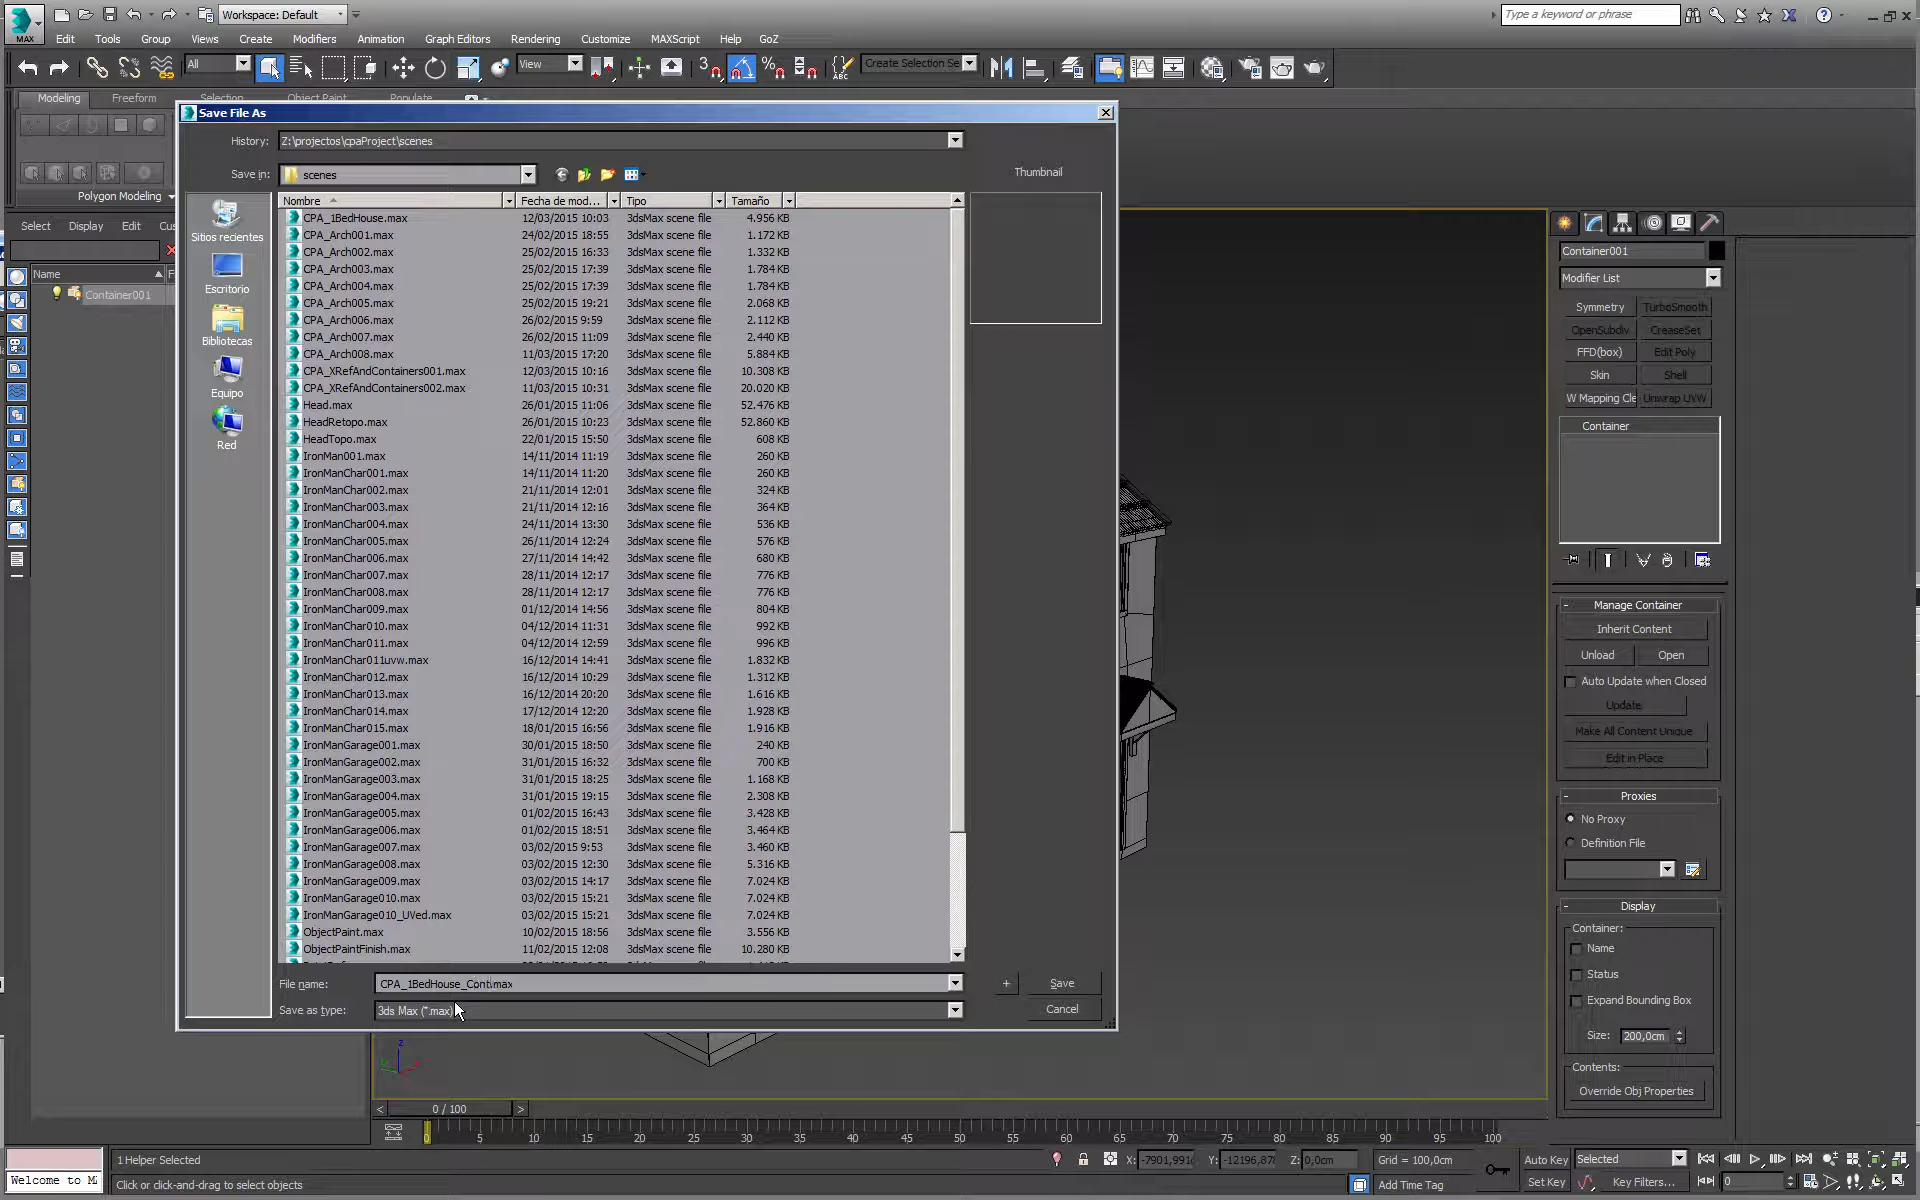 MAX
Workspace: Default
Type a keyword or phrase
Edit Tools Group Views Create Modifiers Animation Graph Editors Rendering Customize MAXScript Help GoZ
All View 3 ABC Create Selection Se
Modeling Freeform Selection Object Paint Populate
Polygon Modeling
Select Display Edit Cus
Name F
Container001
Save File As
History: Z:\projectos\cpaProject\scenes
Save in: scenes
Thumbnail
Sitios recientes
Escritorio
Bibliotecas
Equipo
Red
Nombre Fecha de mod... Tipo Tamaño
CPA_1BedHouse.max 12/03/2015 10:03 3dsMax scene file 4.956 KB
CPA_Arch001.max 24/02/2015 18:55 3dsMax scene file 1.172 KB
CPA_Arch002.max 25/02/2015 16:33 3dsMax scene file 1.332 KB
CPA_Arch003.max 25/02/2015 17:39 3dsMax scene file 1.784 KB
CPA_Arch004.max 25/02/2015 17:39 3dsMax scene file 1.784 KB
CPA_Arch005.max 25/02/2015 19:21 3dsMax scene file 2.068 KB
CPA_Arch006.max 26/02/2015 9:59 3dsMax scene file 2.112 KB
CPA_Arch007.max 26/02/2015 11:09 3dsMax scene file 2.440 KB
CPA_Arch008.max 11/03/2015 17:20 3dsMax scene file 5.884 KB
CPA_XRefAndContainers001.max 12/03/2015 10:16 3dsMax scene file 10.308 KB
CPA_XRefAndContainers002.max 11/03/2015 10:31 3dsMax scene file 20.020 KB
Head.max 26/01/2015 11:06 3dsMax scene file 52.476 KB
HeadRetopo.max 26/01/2015 10:23 3dsMax scene file 52.860 KB
HeadTopo.max 22/01/2015 15:50 3dsMax scene file 608 KB
IronMan001.max 14/11/2014 11:19 3dsMax scene file 260 KB
IronManChar001.max 14/11/2014 11:20 3dsMax scene file 260 KB
IronManChar002.max 21/11/2014 12:01 3dsMax scene file 324 KB
IronManChar003.max 21/11/2014 12:16 3dsMax scene file 364 KB
IronManChar004.max 24/11/2014 13:30 3dsMax scene file 536 KB
IronManChar005.max 26/11/2014 12:24 3dsMax scene file 576 KB
IronManChar006.max 27/11/2014 14:42 3dsMax scene file 680 KB
IronManChar007.max 28/11/2014 12:17 3dsMax scene file 776 KB
IronManChar008.max 28/11/2014 12:17 3dsMax scene file 776 KB
IronManChar009.max 01/12/2014 14:56 3dsMax scene file 804 KB
IronManChar010.max 04/12/2014 11:31 3dsMax scene file 992 KB
IronManChar011.max 04/12/2014 12:59 3dsMax scene file 996 KB
IronManChar011uvw.max 16/12/2014 14:41 3dsMax scene file 1.832 KB
IronManChar012.max 16/12/2014 10:29 3dsMax scene file 1.312 KB
IronManChar013.max 16/12/2014 20:20 3dsMax scene file 1.616 KB
IronManChar014.max 17/12/2014 12:20 3dsMax scene file 1.928 KB
IronManChar015.max 18/01/2015 16:56 3dsMax scene file 1.916 KB
IronManGarage001.max 30/01/2015 18:50 3dsMax scene file 240 KB
IronManGarage002.max 31/01/2015 16:32 3dsMax scene file 700 KB
IronManGarage003.max 31/01/2015 18:25 3dsMax scene file 1.168 KB
IronManGarage004.max 31/01/2015 19:15 3dsMax scene file 2.308 KB
IronManGarage005.max 01/02/2015 16:43 3dsMax scene file 3.428 KB
IronManGarage006.max 01/02/2015 18:51 3dsMax scene file 3.464 KB
IronManGarage007.max 03/02/2015 9:53 3dsMax scene file 3.460 KB
IronManGarage008.max 03/02/2015 12:30 3dsMax scene file 5.316 KB
IronManGarage009.max 03/02/2015 14:17 3dsMax scene file 7.024 KB
IronManGarage010.max 03/02/2015 15:21 3dsMax scene file 7.024 KB
IronManGarage010_UVed.max 03/02/2015 15:21 3dsMax scene file 7.024 KB
ObjectPaint.max 10/02/2015 18:56 3dsMax scene file 3.556 KB
ObjectPaintFinish.max 11/02/2015 12:08 3dsMax scene file 10.280 KB
File name: CPA_1BedHouse_Cont.max + Save
Save as type: 3ds Max (*.max) Cancel
Container001
Modifier List
Symmetry TurboSmooth
OpenSubdiv CreaseSet
FFD(box) Edit Poly
Skin Shell
W Mapping Cle Unwrap UVW
Container
- Manage Container
Inherit Content
Unload Open
Auto Update when Closed
Update
Make All Content Unique
Edit in Place
- Proxies
No Proxy
Definition File
- Display
Container:
Name
Status
Expand Bounding Box
Size: 200,0cm
Contents:
Override Obj Properties
z
< 0 / 100 >
0 5 10 15 20 25 30 35 40 45 50 55 60 65 70 75 80 85 90 95 100
1 Helper Selected X: -7901,991 Y: -12196,87 Z: 0,0cm Grid = 100,0cm Auto Key Selected
Welcome to M Click or click-and-drag to select objects Add Time Tag Set Key Key Filters... 0